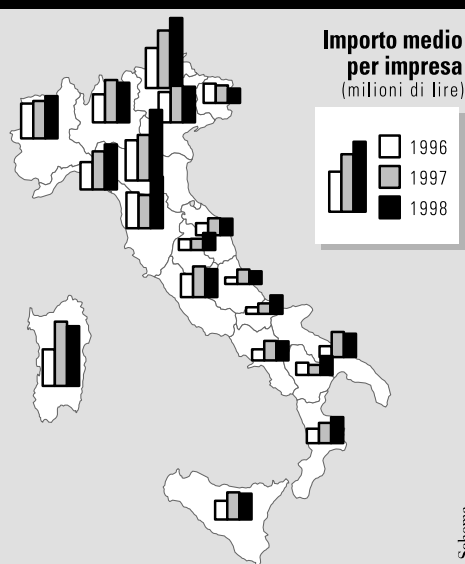 Importo medio
per impresa
(milioni di lire)
1996
1997
1998